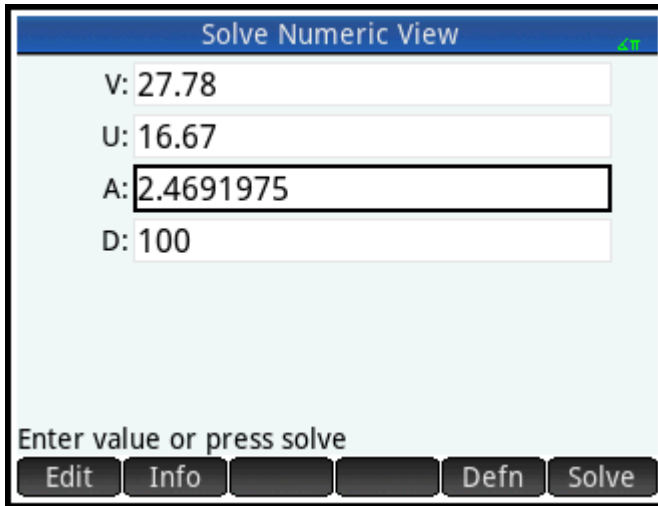 Solve Numeric View
∡π
V: 27.78
U: 16.67
A: 2.4691975
D: 100
Enter value or press solve
Edit Info Defn Solve